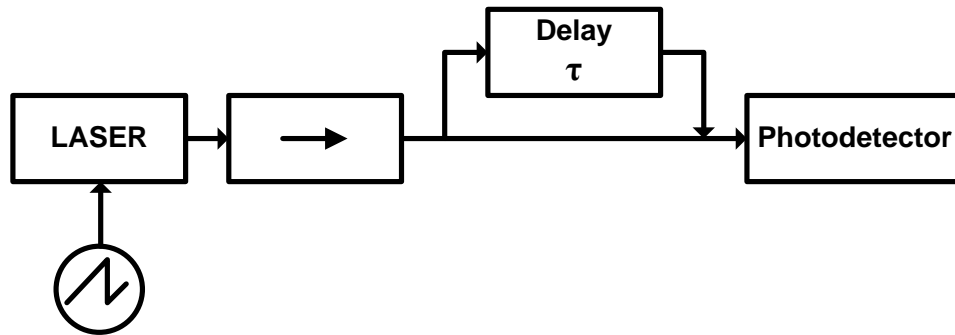 Delay
τ
LASER
Photodetector